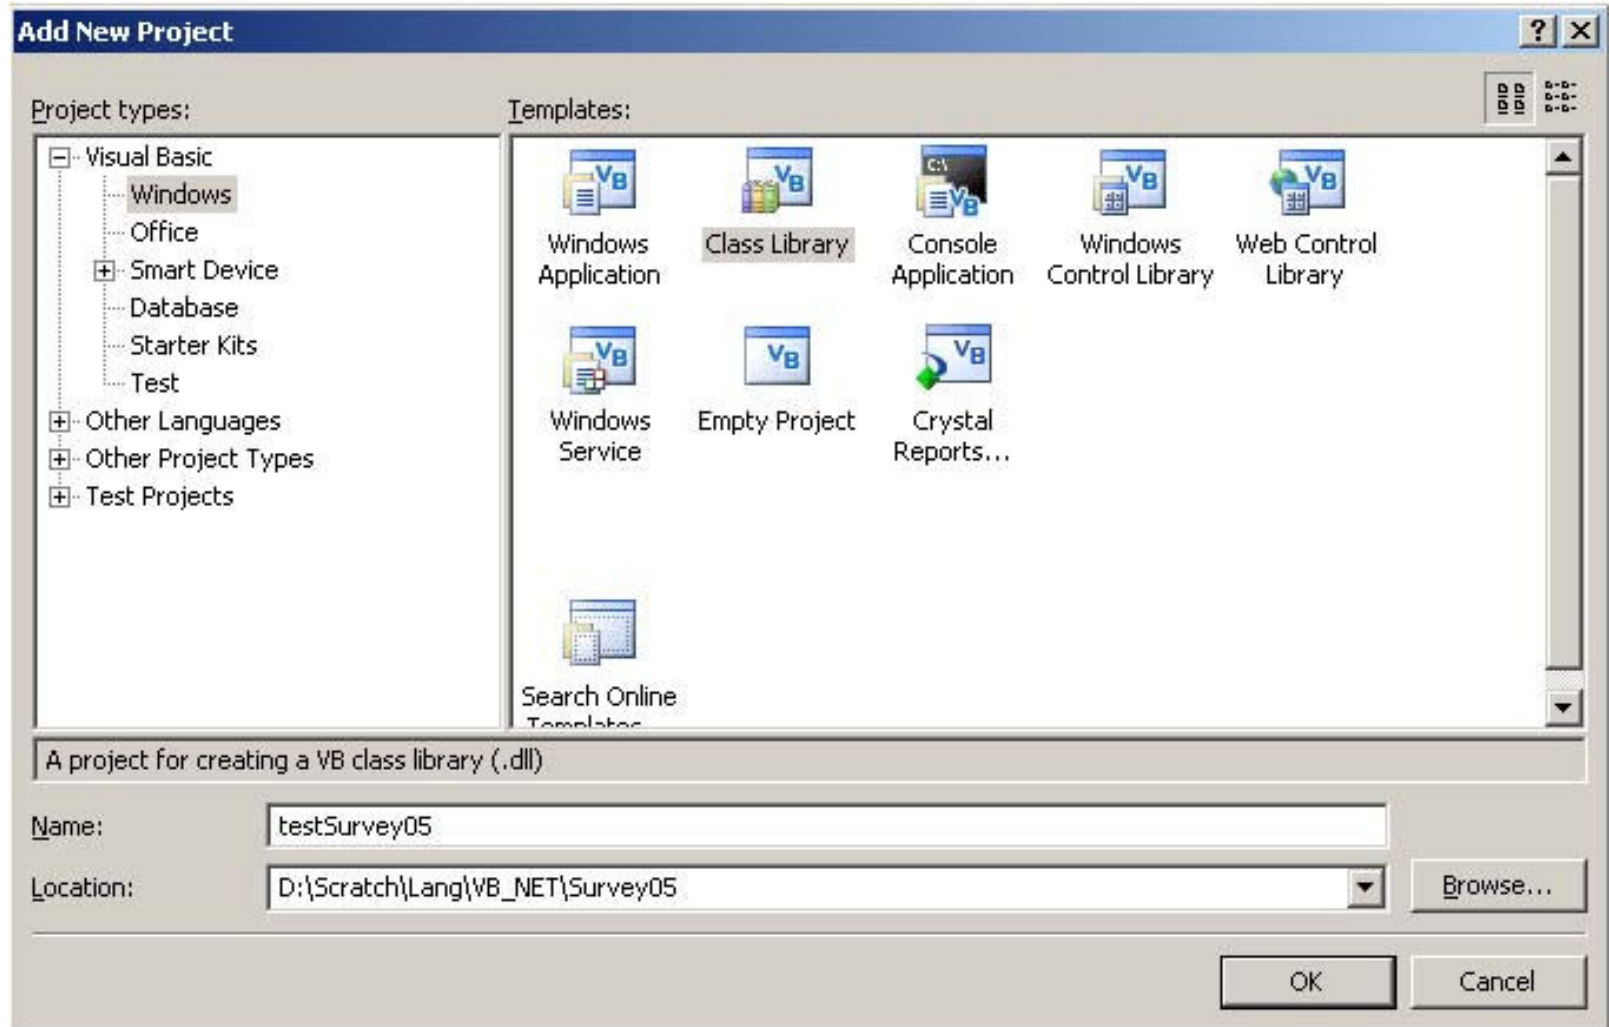 Add New Project
Project types:
Templates:
Visual Basic
Windows
Office
Smart Device
Database
Starter Kits
Test
Other Languages
Other Project Types
Test Projects
Windows
Application
Class Library
Console
Application
Windows
Control Library
Web Control
Library
Windows
Service
Empty Project
Crystal
Reports...
Search Online
Templates
A project for creating a VB class library (.dll)
Name:
testSurvey05
Location:
D:\Scratch\Lang\VB_NET\Survey05
Browse...
OK
Cancel